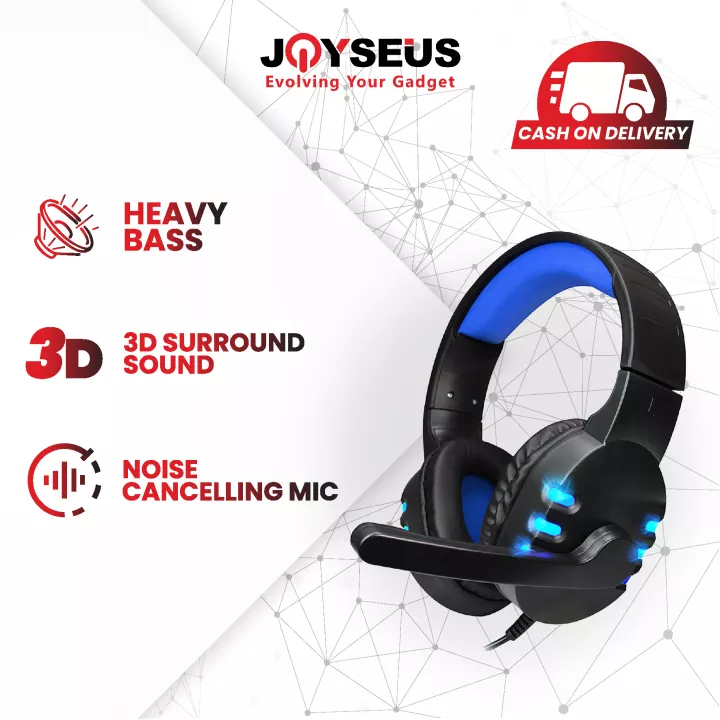 JOYSEUS
Evolving Your Gadget
CASH ON DELIVERY
HEAVY
BASS
3D
3D SURROUND
SOUND
NOISE
CANCELLING MIC